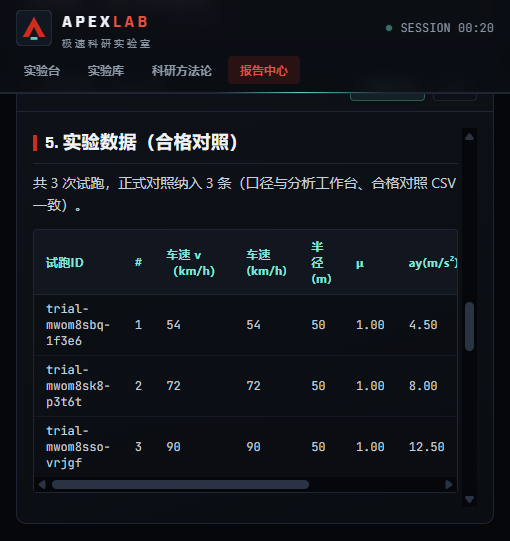 APEXLAB
极速科研实验室
SESSION 00:20
实验台 实验库 科研方法论 报告中心
5. 实验数据（合格对照）
共 3 次试跑，正式对照纳入 3 条（口径与分析工作台、合格对照 CSV
一致）。
试跑ID # 车速 v（km/h） 车速（km/h） 半径（m） μ ay(m/s²)
trial-mwom8sbq-1f3e6 1 54 54 50 1.00 4.50
trial-mwom8sk8-p3t6t 2 72 72 50 1.00 8.00
trial-mwom8sso-vrjgf 3 90 90 50 1.00 12.50